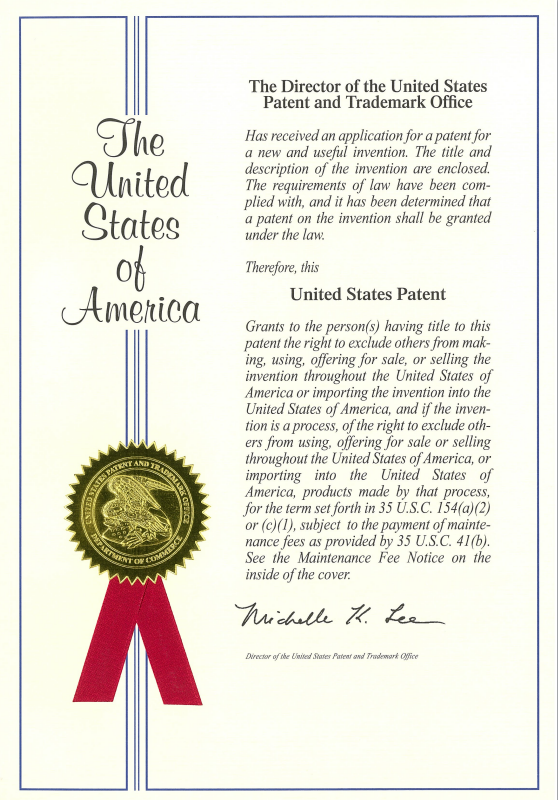 The
United
States
of
America
The Director of the United States
Patent and Trademark Office
Has received an application for a patent for
a new and useful invention. The title and
description of the invention are enclosed.
The requirements of law have been com-
plied with, and it has been determined that
a patent on the invention shall be granted
under the law.
Therefore, this
United States Patent
Grants to the person(s) having title to this
patent the right to exclude others from mak-
ing, using, offering for sale, or selling the
invention throughout the United States of
America or importing the invention into the
United States of America, and if the inven-
tion is a process, of the right to exclude oth-
ers from using, offering for sale or selling
throughout the United States of America, or
importing into the United States of
America, products made by that process,
for the term set forth in 35 U.S.C. 154(a)(2)
or (c)(1), subject to the payment of mainte-
nance fees as provided by 35 U.S.C. 41(b).
See the Maintenance Fee Notice on the
inside of the cover.
Michelle K. Lee
Director of the United States Patent and Trademark Office
UNITED STATES PATENT AND TRADEMARK OFFICE
DEPARTMENT OF COMMERCE